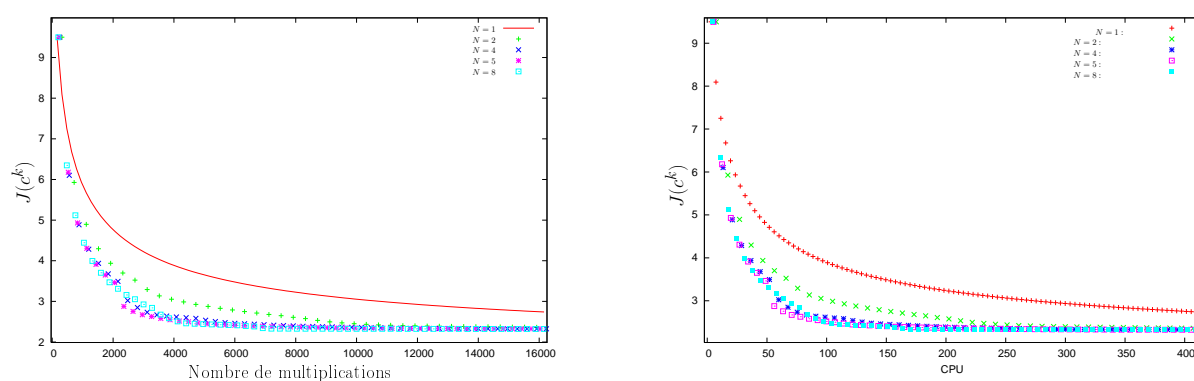 J(c^k)
9
8
7
6
5
4
3
2
0 2000 4000 6000 8000 10000 12000 14000 16000
Nombre de multiplications
N = 1
N = 2
N = 4
N = 5
N = 8
J(c^k)
9
8
7
6
5
4
3
0 50 100 150 200 250 300 350 400
CPU
N = 1 :
N = 2 :
N = 4 :
N = 5 :
N = 8 :